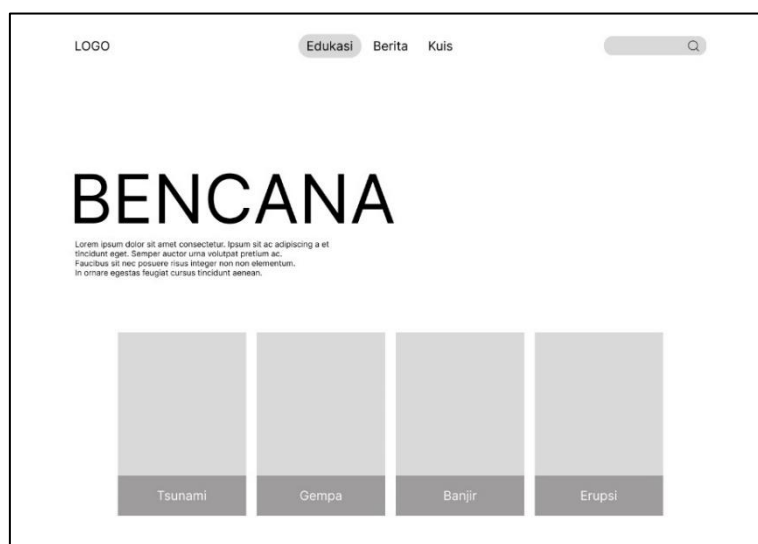 LOGO
Edukasi Berita Kuis
BENCANA
Lorem ipsum dolor sit amet consectetur. Ipsum sit ac adipiscing a et
tincidunt eget. Semper auctor urna volutpat pretium ac.
Faucibus sit nec posuere risus integer non non elementum.
In ornare egestas feugiat cursus tincidunt aenean.
Tsunami
Gempa
Banjir
Erupsi